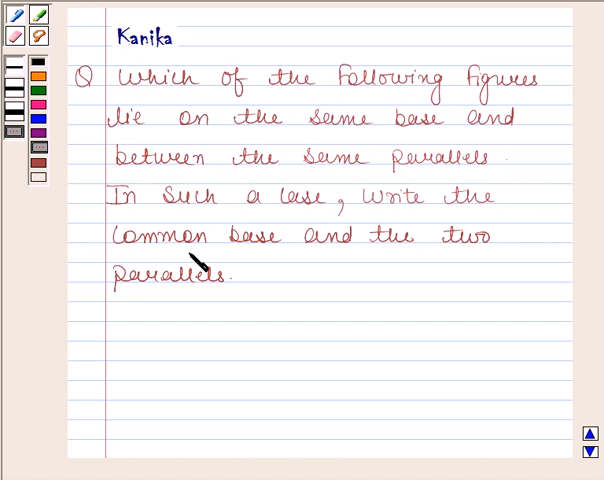 Kanika
Q Which of the following figures
lie on the same base and
between the same parallels.
In Such a case, write the
common base and the two
parallels.